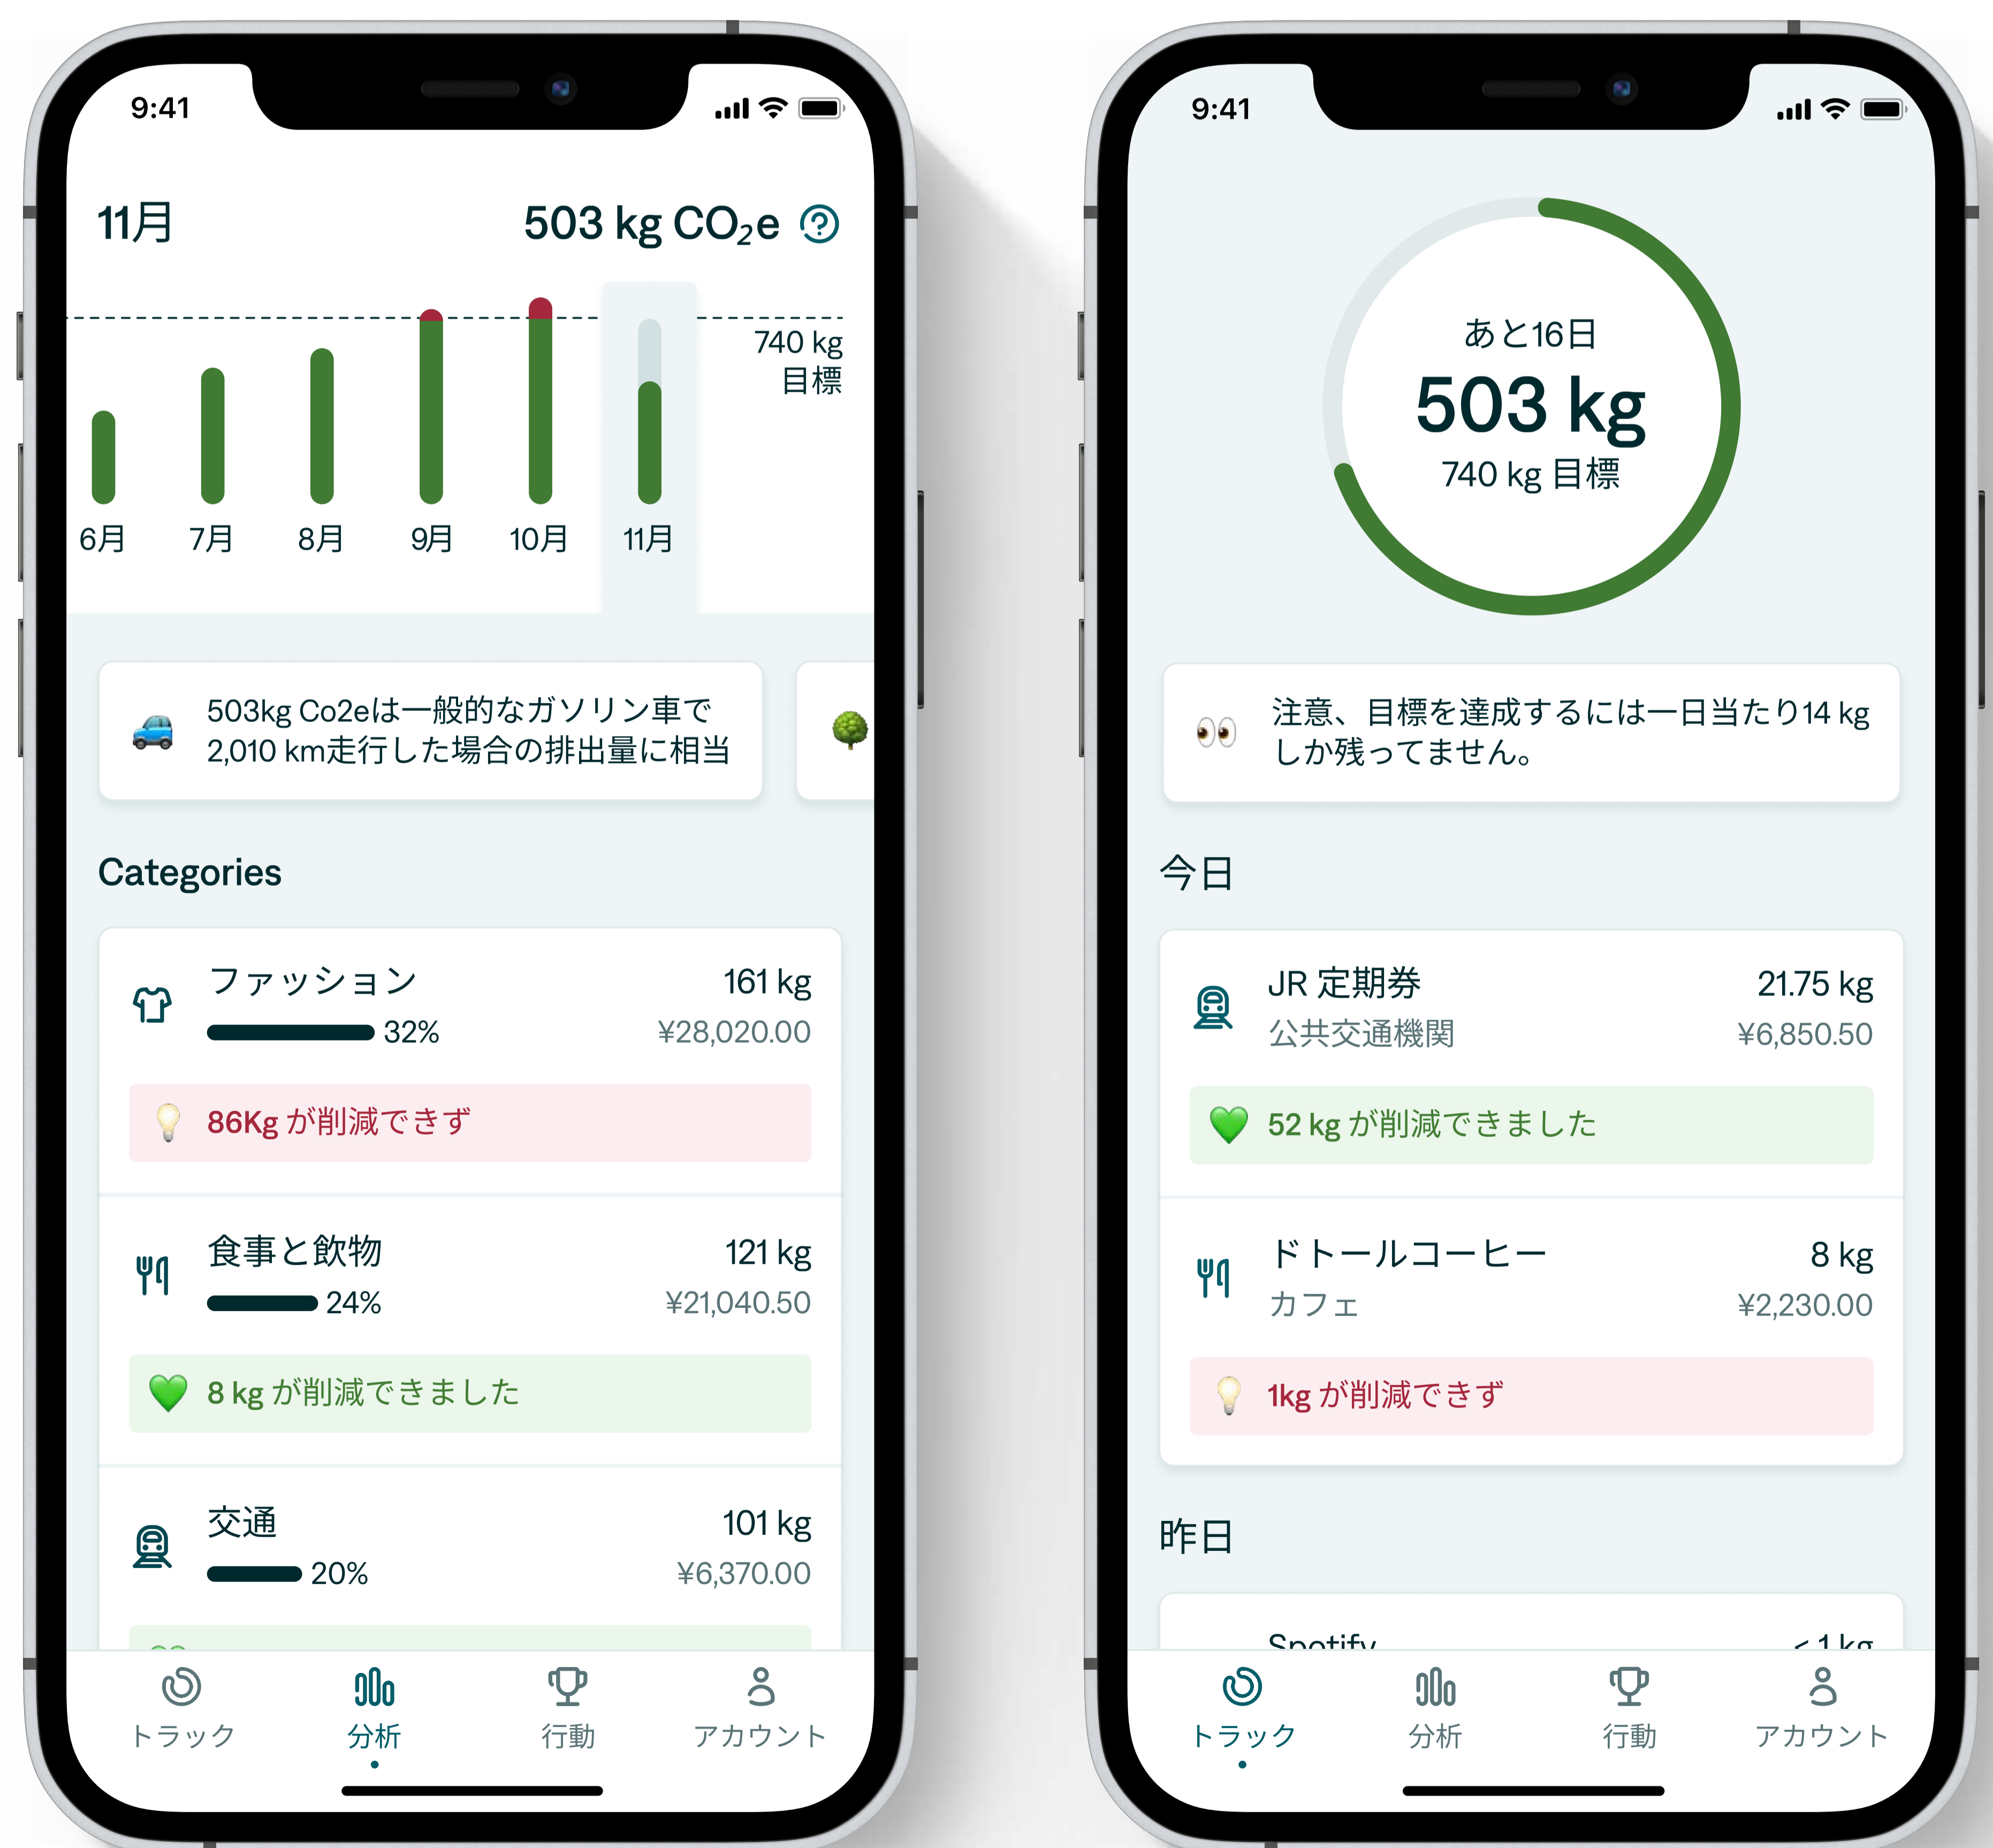 9:41
11月
503 kg CO₂e
740 kg
目標
6月
7月
8月
9月
10月
11月
503kg Co2eは一般的なガソリン車で
2,010 km走行した場合の排出量に相当
Categories
ファッション
161 kg
32%
¥28,020.00
86Kg が削減できず
食事と飲物
121 kg
24%
¥21,040.50
8 kg が削減できました
交通
101 kg
20%
¥6,370.00
トラック
分析
行動
アカウント
9:41
あと16日
503 kg
740 kg 目標
注意、目標を達成するには一日当たり14 kg
しか残ってません。
今日
JR 定期券
21.75 kg
公共交通機関
¥6,850.50
52 kg が削減できました
ドトールコーヒー
8 kg
カフェ
¥2,230.00
1kg が削減できず
昨日
Spotify
< 1 kg
トラック
分析
行動
アカウント